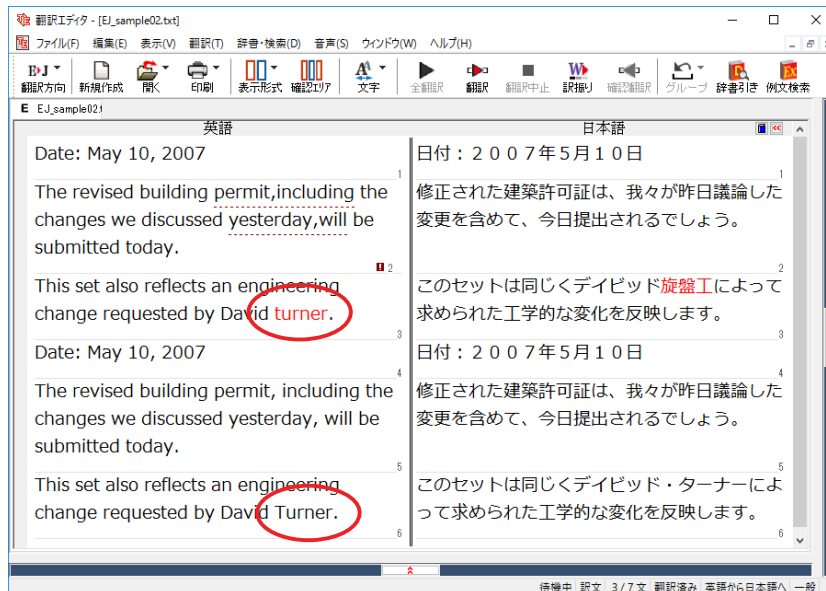 翻訳エディタ - [EJ_sample02.txt]
ファイル(F) 編集(E) 表示(V) 翻訳(T) 辞書・検索(D) 音声(S) ウィンドウ(W) ヘルプ(H)
翻訳方向 新規作成 開く 印刷 表示形式 確認エリア 文字 全翻訳 翻訳 翻訳中止 訳振り 確認翻訳 グループ 辞書引き 例文検索
E EJ_sample02.t
英語 日本語
Date: May 10, 2007
1
日付：２００７年５月１０日
1
The revised building permit,including the
changes we discussed yesterday,will be
submitted today.
2
修正された建築許可証は、我々が昨日議論した
変更を含めて、今日提出されるでしょう。
2
This set also reflects an engineering
change requested by David turner.
3
このセットは同じくデイビッド旋盤工によって
求められた工学的な変化を反映します。
3
Date: May 10, 2007
4
日付：２００７年５月１０日
4
The revised building permit, including the
changes we discussed yesterday, will be
submitted today.
5
修正された建築許可証は、我々が昨日議論した
変更を含めて、今日提出されるでしょう。
5
This set also reflects an engineering
change requested by David Turner.
6
このセットは同じくデイビッド・ターナーによ
って求められた工学的な変化を反映します。
6
待機中 訳文 3/7文 翻訳済み 英語から日本語へ 一般